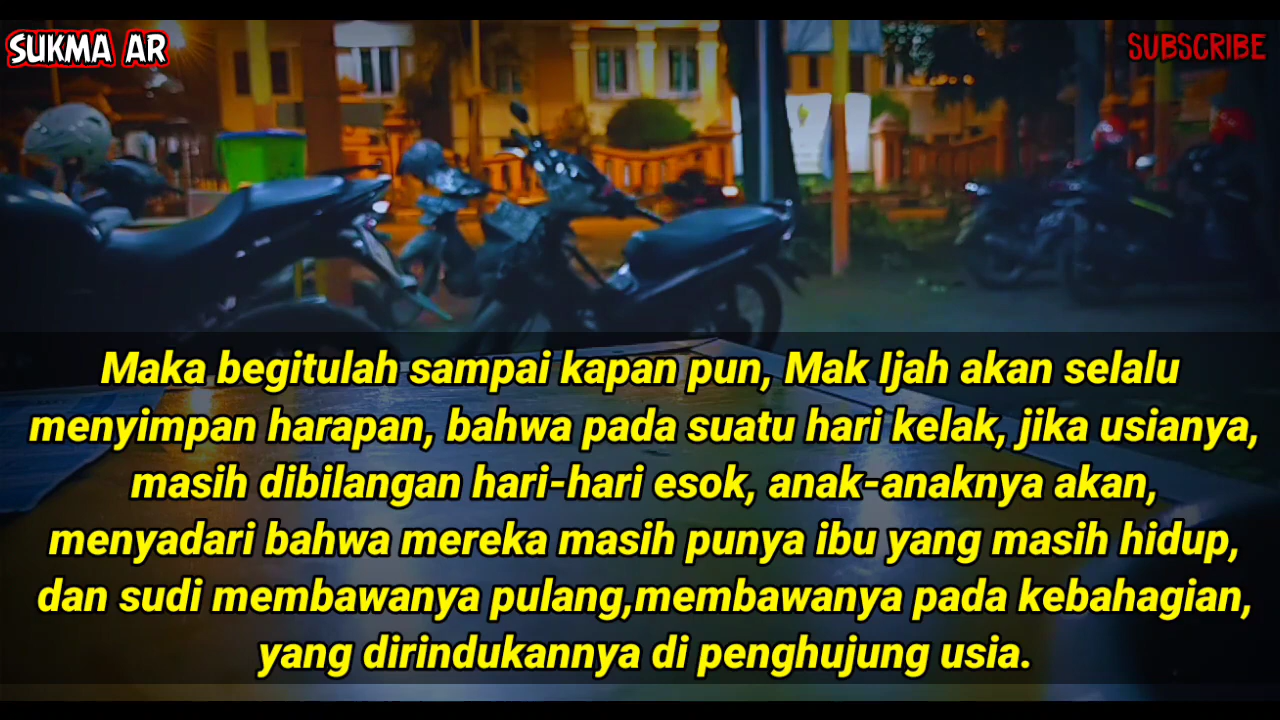 SUKMA AR
SUBSCRIBE
Maka begitulah sampai kapan pun, Mak Ijah akan selalu
menyimpan harapan, bahwa pada suatu hari kelak, jika usianya,
masih dibilangan hari-hari esok, anak-anaknya akan,
menyadari bahwa mereka masih punya ibu yang masih hidup,
dan sudi membawanya pulang,membawanya pada kebahagian,
yang dirindukannya di penghujung usia.